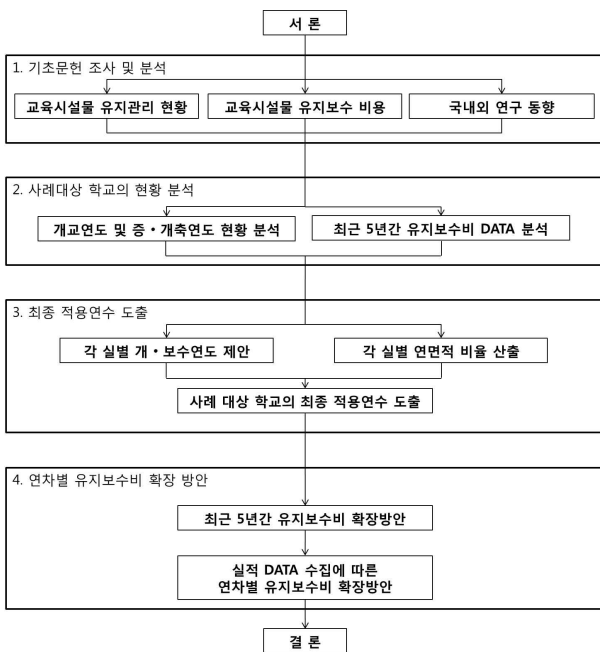 서 론
1. 기초문헌 조사 및 분석
교육시설물 유지관리 현황
교육시설물 유지보수 비용
국내외 연구 동향
2. 사례대상 학교의 현황 분석
개교연도 및 증・개축연도 현황 분석
최근 5년간 유지보수비 DATA 분석
3. 최종 적용연수 도출
각 실별 개・보수연도 제안
각 실별 연면적 비율 산출
사례 대상 학교의 최종 적용연수 도출
4. 연차별 유지보수비 확장 방안
최근 5년간 유지보수비 확장방안
실적 DATA 수집에 따른
연차별 유지보수비 확장방안
결 론